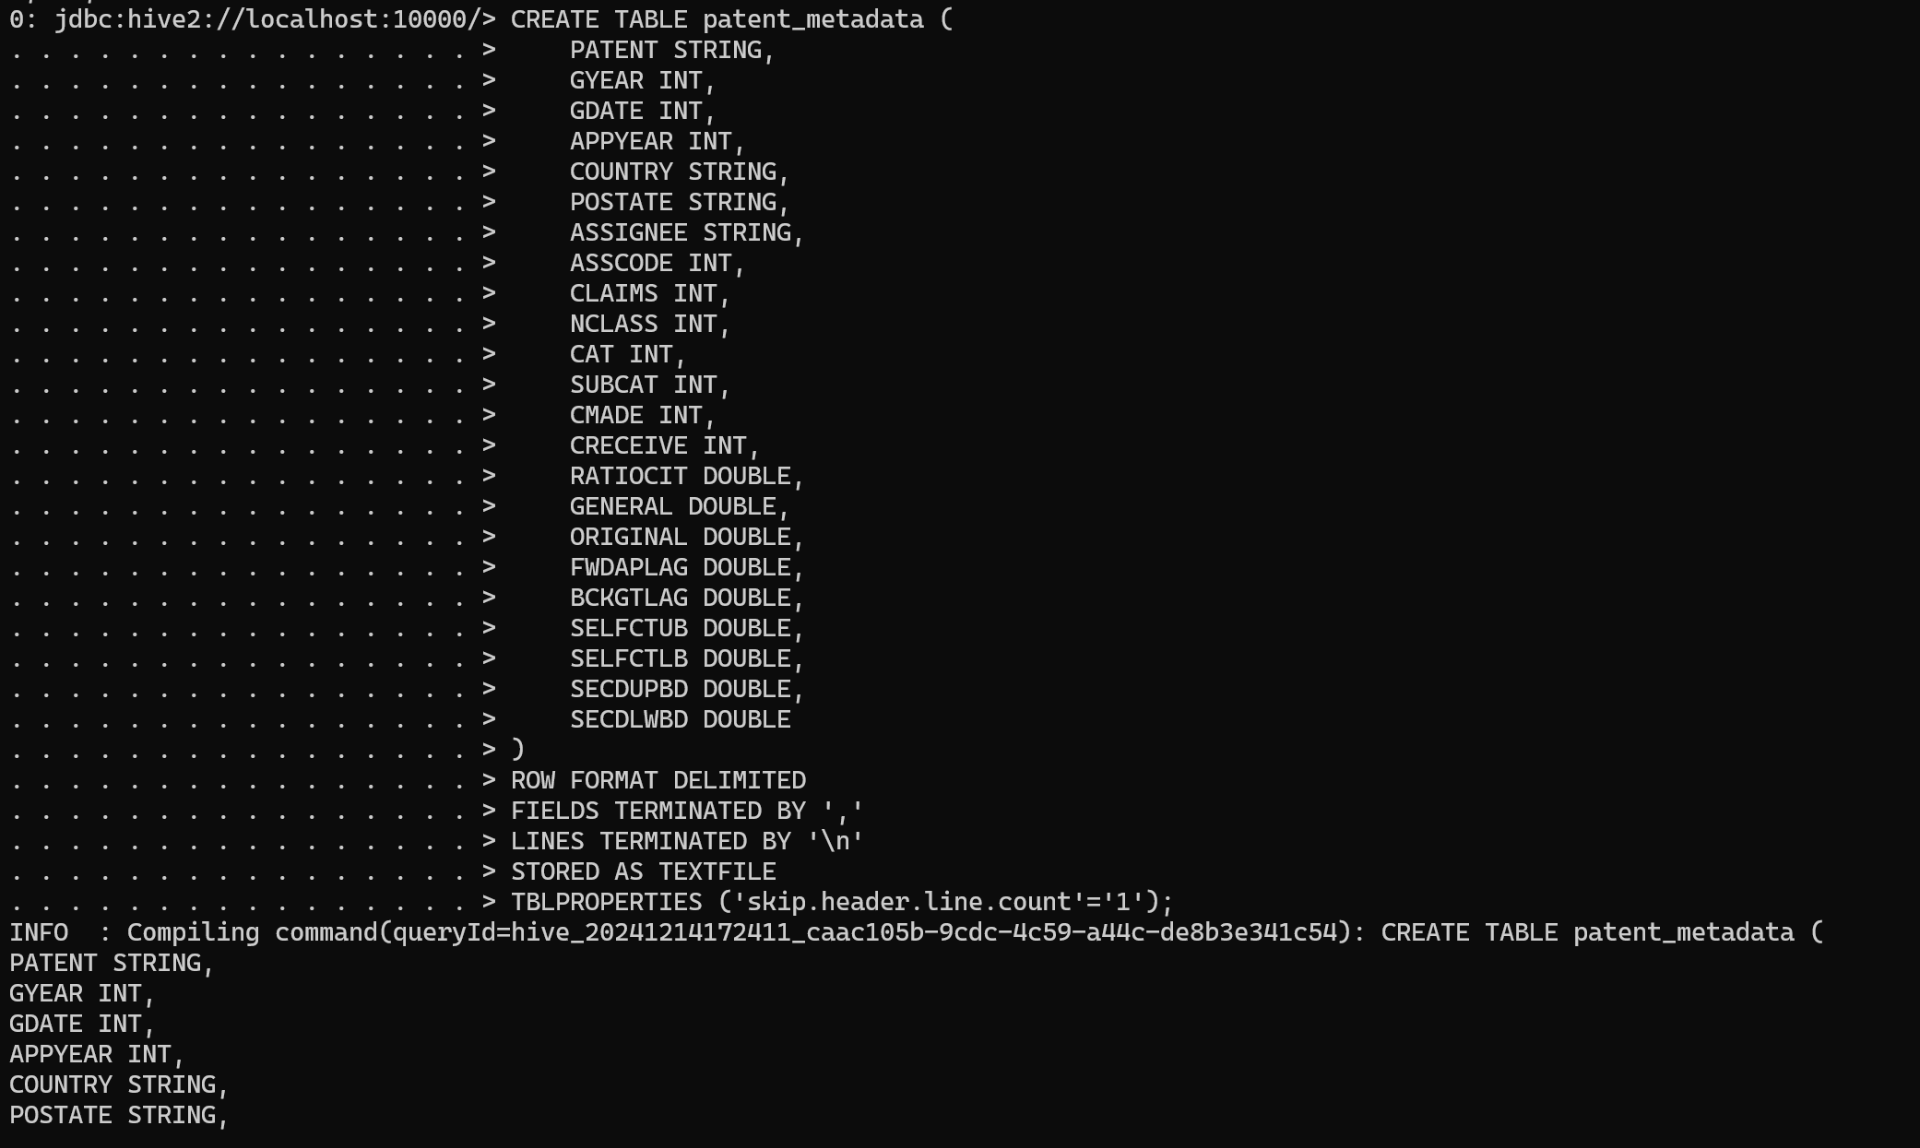 0: jdbc:hive2://localhost:10000/> CREATE TABLE patent_metadata (
. . . . . . . . . . . . . . . . >     PATENT STRING,
. . . . . . . . . . . . . . . . >     GYEAR INT,
. . . . . . . . . . . . . . . . >     GDATE INT,
. . . . . . . . . . . . . . . . >     APPYEAR INT,
. . . . . . . . . . . . . . . . >     COUNTRY STRING,
. . . . . . . . . . . . . . . . >     POSTATE STRING,
. . . . . . . . . . . . . . . . >     ASSIGNEE STRING,
. . . . . . . . . . . . . . . . >     ASSCODE INT,
. . . . . . . . . . . . . . . . >     CLAIMS INT,
. . . . . . . . . . . . . . . . >     NCLASS INT,
. . . . . . . . . . . . . . . . >     CAT INT,
. . . . . . . . . . . . . . . . >     SUBCAT INT,
. . . . . . . . . . . . . . . . >     CMADE INT,
. . . . . . . . . . . . . . . . >     CRECEIVE INT,
. . . . . . . . . . . . . . . . >     RATIOCIT DOUBLE,
. . . . . . . . . . . . . . . . >     GENERAL DOUBLE,
. . . . . . . . . . . . . . . . >     ORIGINAL DOUBLE,
. . . . . . . . . . . . . . . . >     FWDAPLAG DOUBLE,
. . . . . . . . . . . . . . . . >     BCKGTLAG DOUBLE,
. . . . . . . . . . . . . . . . >     SELFCTUB DOUBLE,
. . . . . . . . . . . . . . . . >     SELFCTLB DOUBLE,
. . . . . . . . . . . . . . . . >     SECDUPBD DOUBLE,
. . . . . . . . . . . . . . . . >     SECDLWBD DOUBLE
. . . . . . . . . . . . . . . . > )
. . . . . . . . . . . . . . . . > ROW FORMAT DELIMITED
. . . . . . . . . . . . . . . . > FIELDS TERMINATED BY ','
. . . . . . . . . . . . . . . . > LINES TERMINATED BY '\n'
. . . . . . . . . . . . . . . . > STORED AS TEXTFILE
. . . . . . . . . . . . . . . . > TBLPROPERTIES ('skip.header.line.count'='1');
INFO  : Compiling command(queryId=hive_20241214172411_caac105b-9cdc-4c59-a44c-de8b3e341c54): CREATE TABLE patent_metadata (
PATENT STRING,
GYEAR INT,
GDATE INT,
APPYEAR INT,
COUNTRY STRING,
POSTATE STRING,